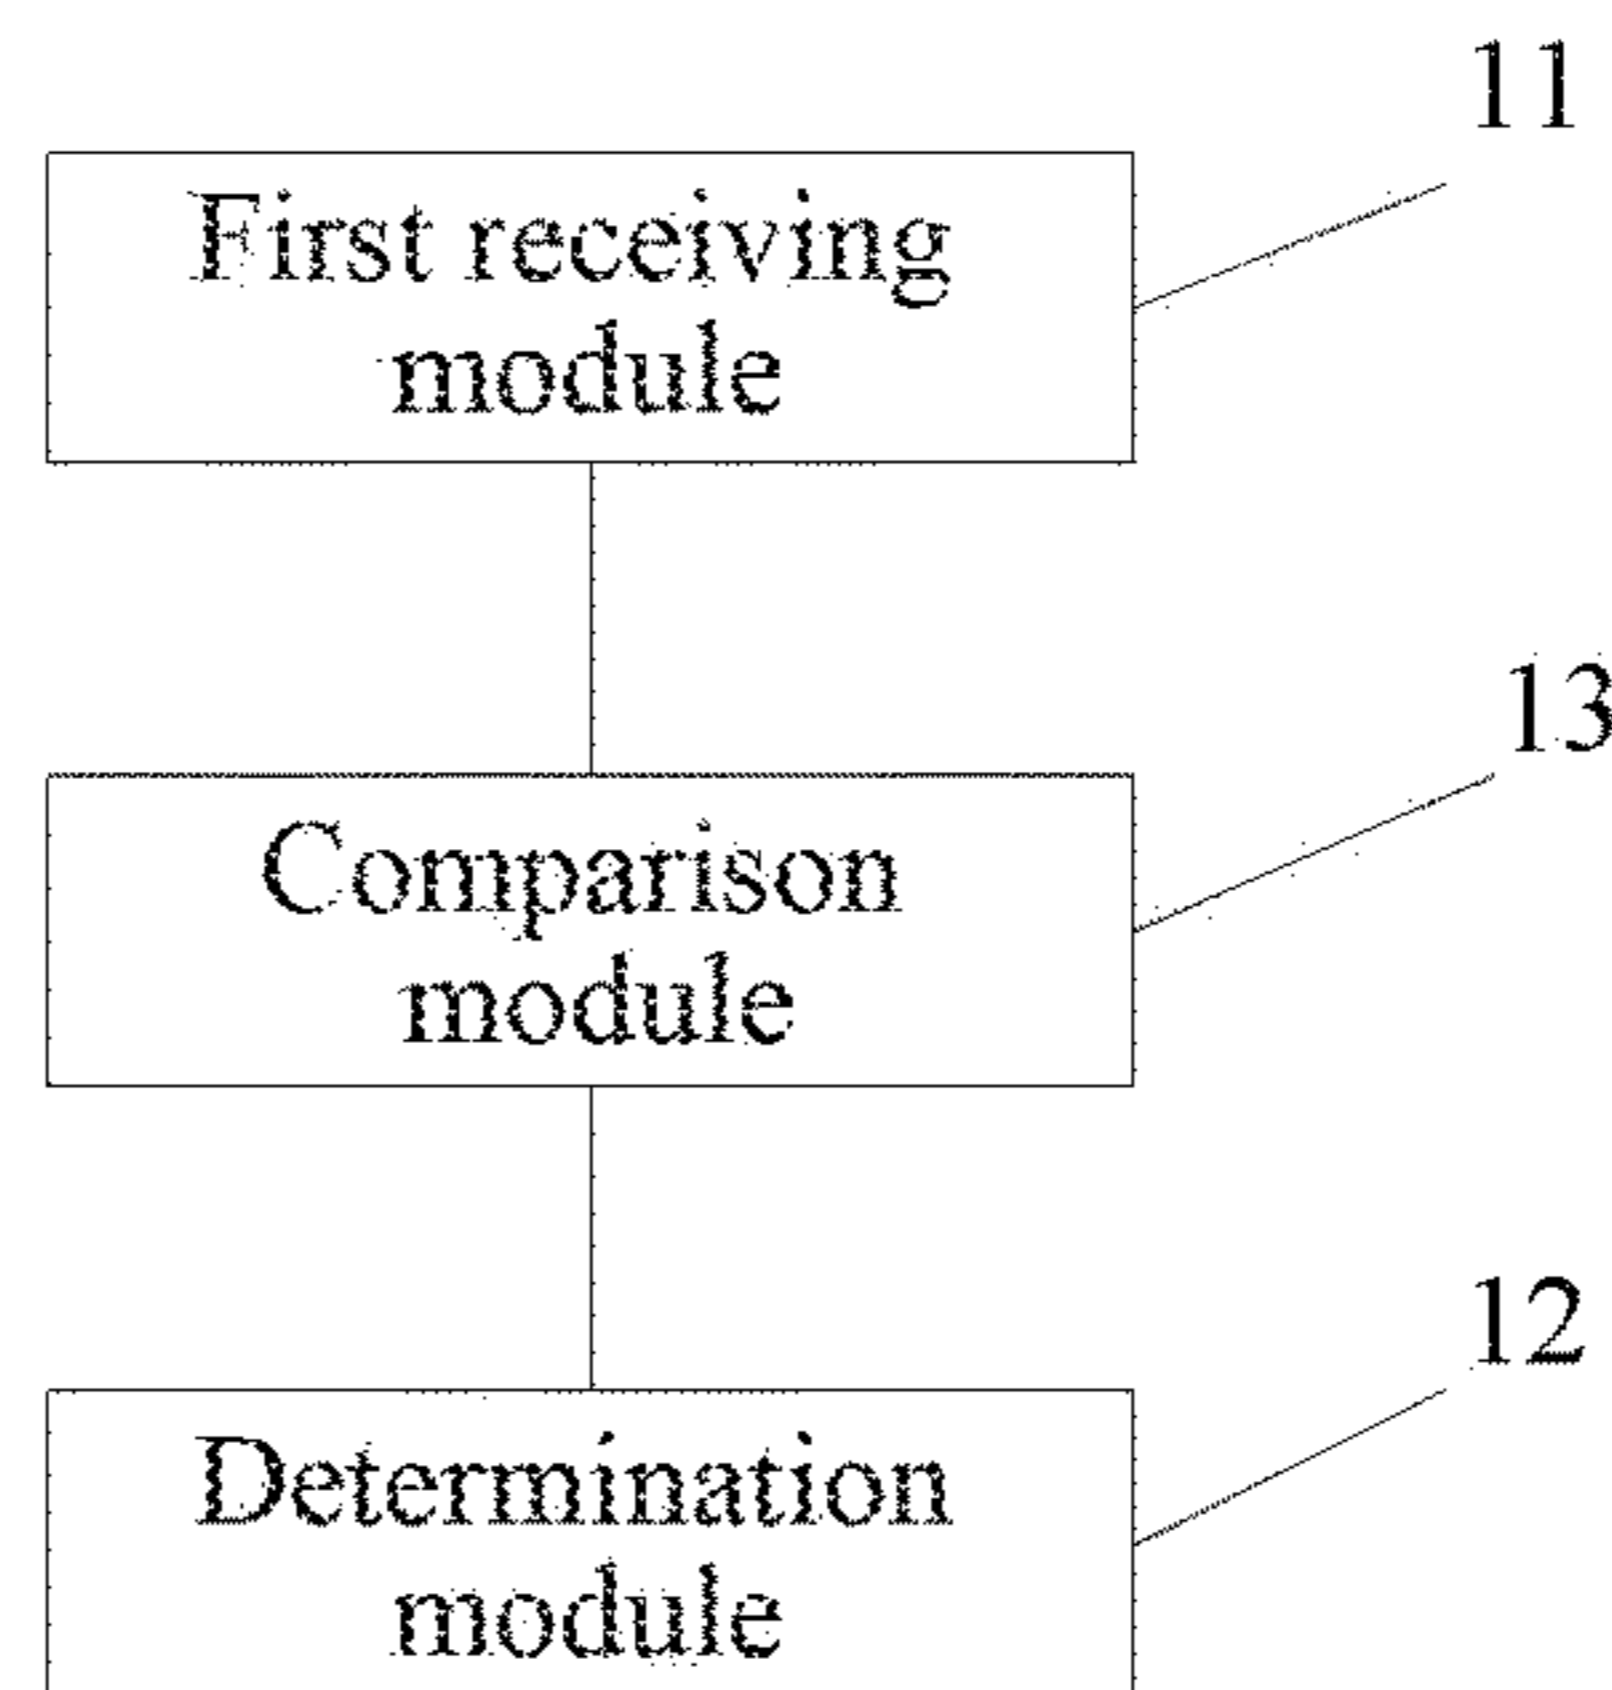 11
First receiving
module
13
Comparison
module
12
Determination
module